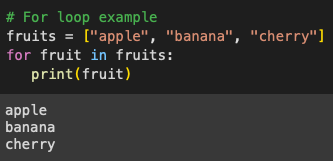 # For loop example
fruits = ["apple", "banana", "cherry"]
for fruit in fruits:
   print(fruit)
apple
banana
cherry